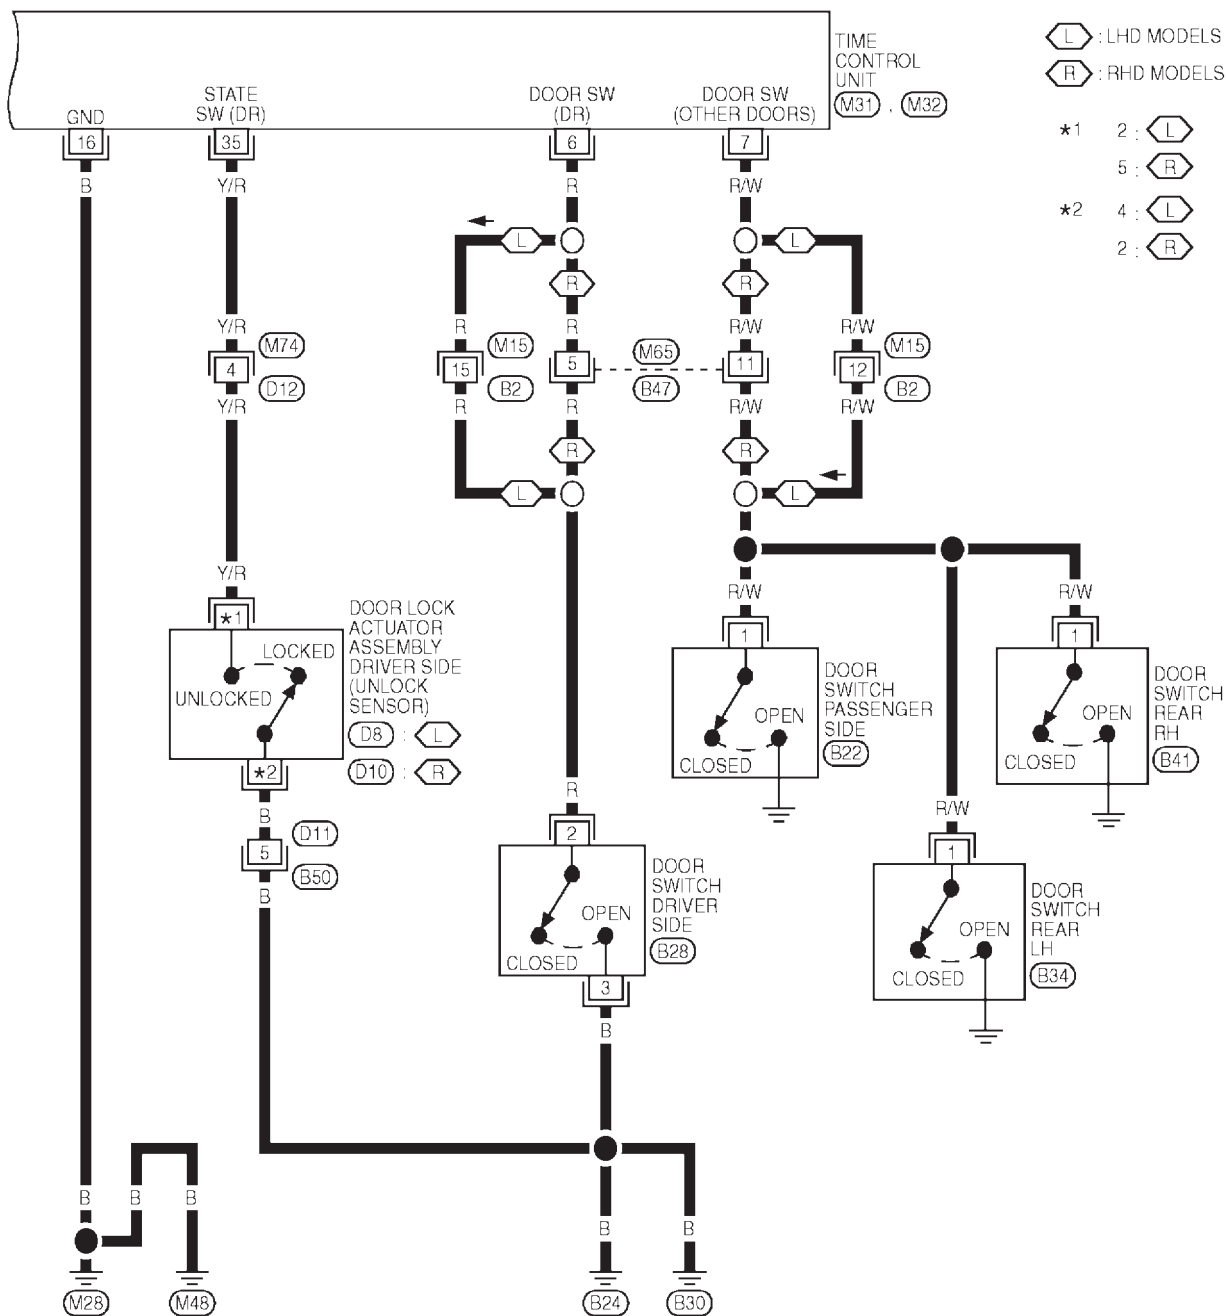 TIME
CONTROL
UNIT
M31 , M32
L : LHD MODELS
R : RHD MODELS
*1 2 : L
5 : R
*2 4 : L
2 : R
GND
STATE
SW (DR)
DOOR SW
(DR)
DOOR SW
(OTHER DOORS)
16
35
6
7
B
Y/R
R
R/W
L
L
R
R
Y/R
R
R
R/W
R/W
M74
M15
M65
M15
4
15
5
11
12
D12
B2
B47
B2
Y/R
R
R
R/W
R/W
R
R
L
L
Y/R
R/W
R/W
*1
DOOR LOCK
ACTUATOR
ASSEMBLY
DRIVER SIDE
(UNLOCK
SENSOR)
D8 : L
D10 : R
LOCKED
UNLOCKED
*2
B
D11
5
B50
B
1
DOOR
SWITCH
PASSENGER
SIDE
B22
OPEN
CLOSED
1
DOOR
SWITCH
REAR
RH
B41
OPEN
CLOSED
R
2
DOOR
SWITCH
DRIVER
SIDE
B28
OPEN
CLOSED
3
B
R/W
1
DOOR
SWITCH
REAR
LH
B34
OPEN
CLOSED
B
B
B
B
B
M28
M48
B24
B30